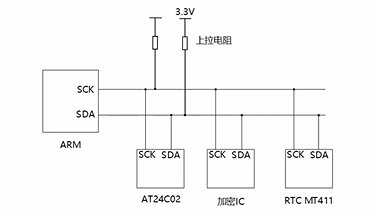 3.3V
上拉电阻
SCK
SDA
ARM
SCK SDA
SCK SDA
SCK SDA
AT24C02
加密IC
RTC MT411